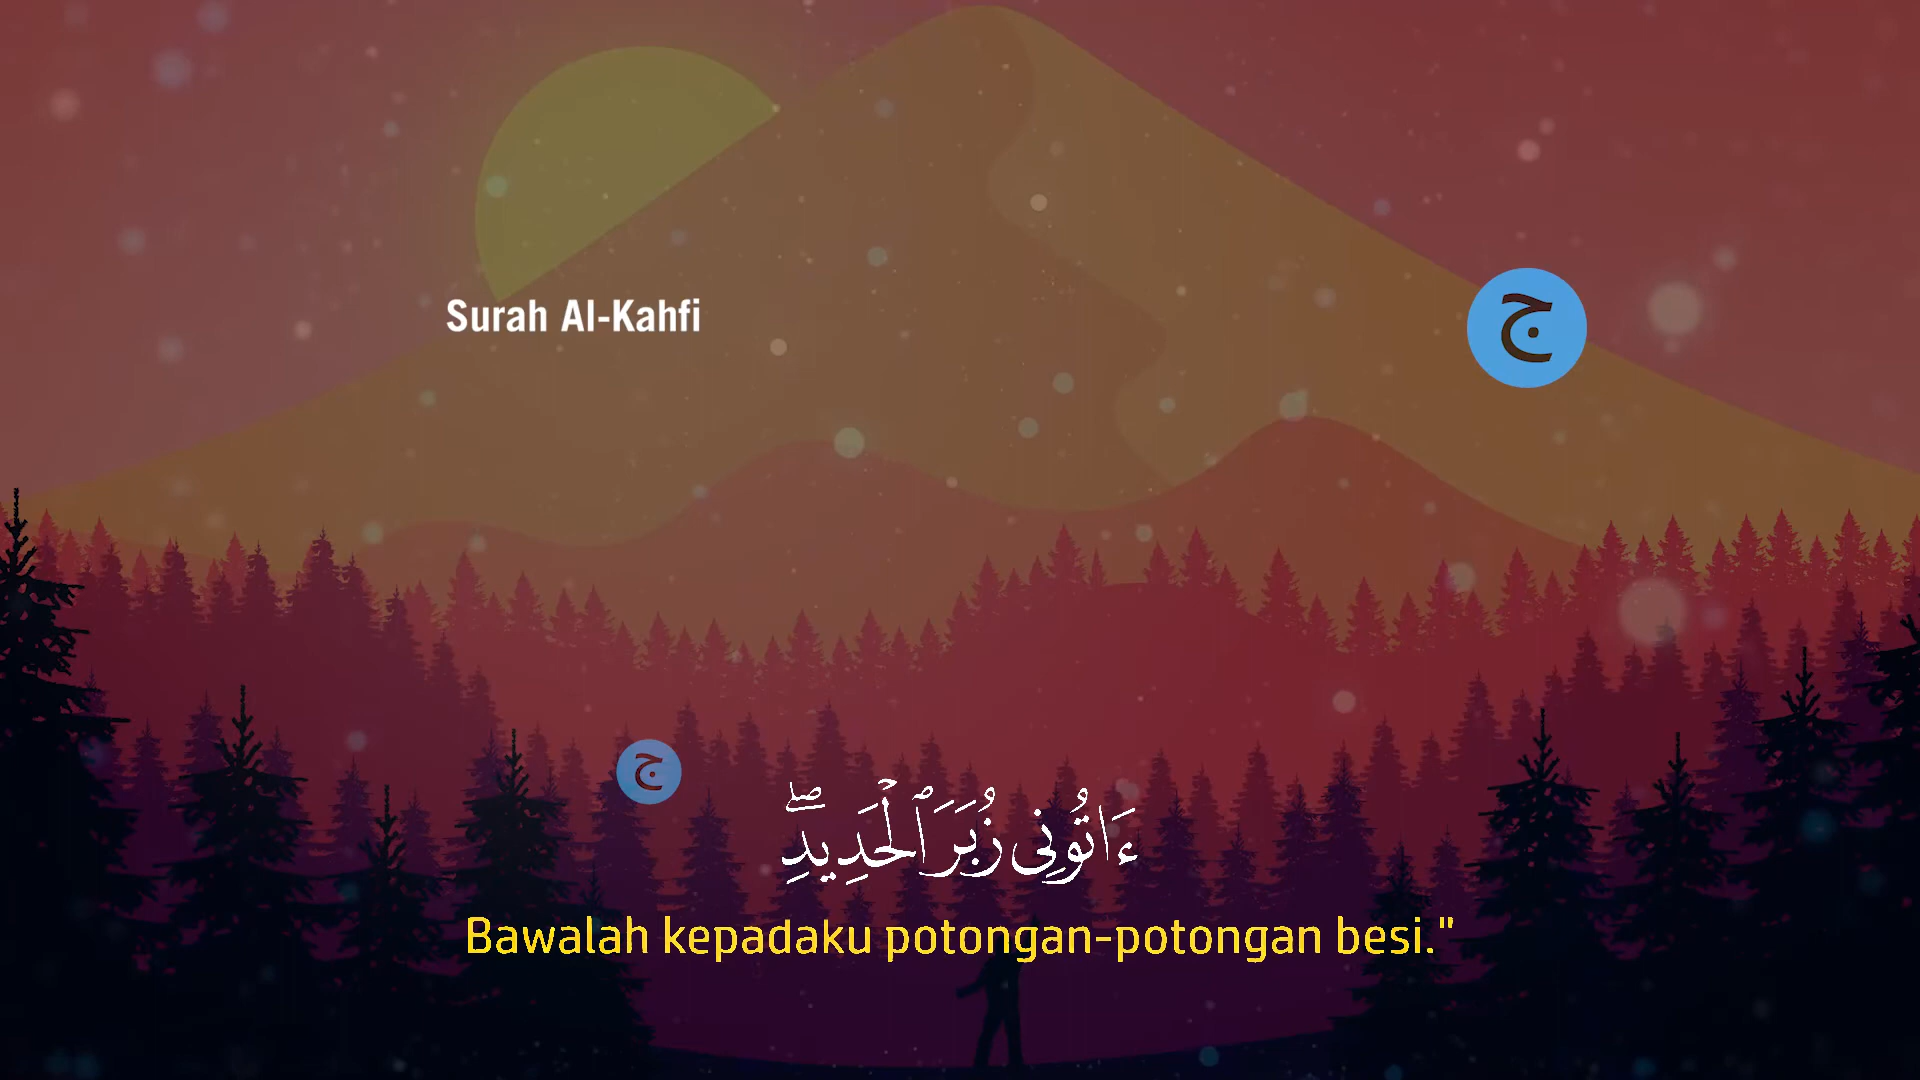 Surah Al-Kahfi
ج
ج
ءَاتُونِى زُبَرَ ٱلْحَدِيدِ ۖ
Bawalah kepadaku potongan-potongan besi."